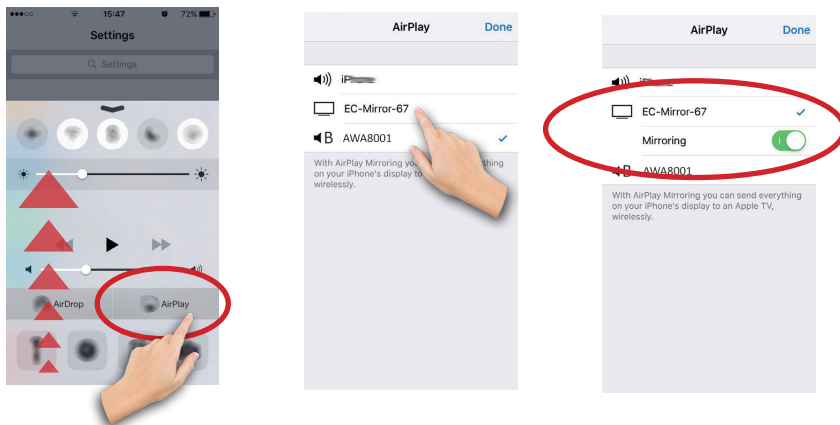 15:47
72%
Settings
Settings
AirDrop
AirPlay
AirPlay
Done
EC-Mirror-67
AWA8001
With AirPlay Mirroring you
thing
on your iPhone's display to
wirelessly.
AirPlay
Done
EC-Mirror-67
Mirroring
AWA8001
With AirPlay Mirroring you can send everything
on your iPhone's display to an Apple TV,
wirelessly.